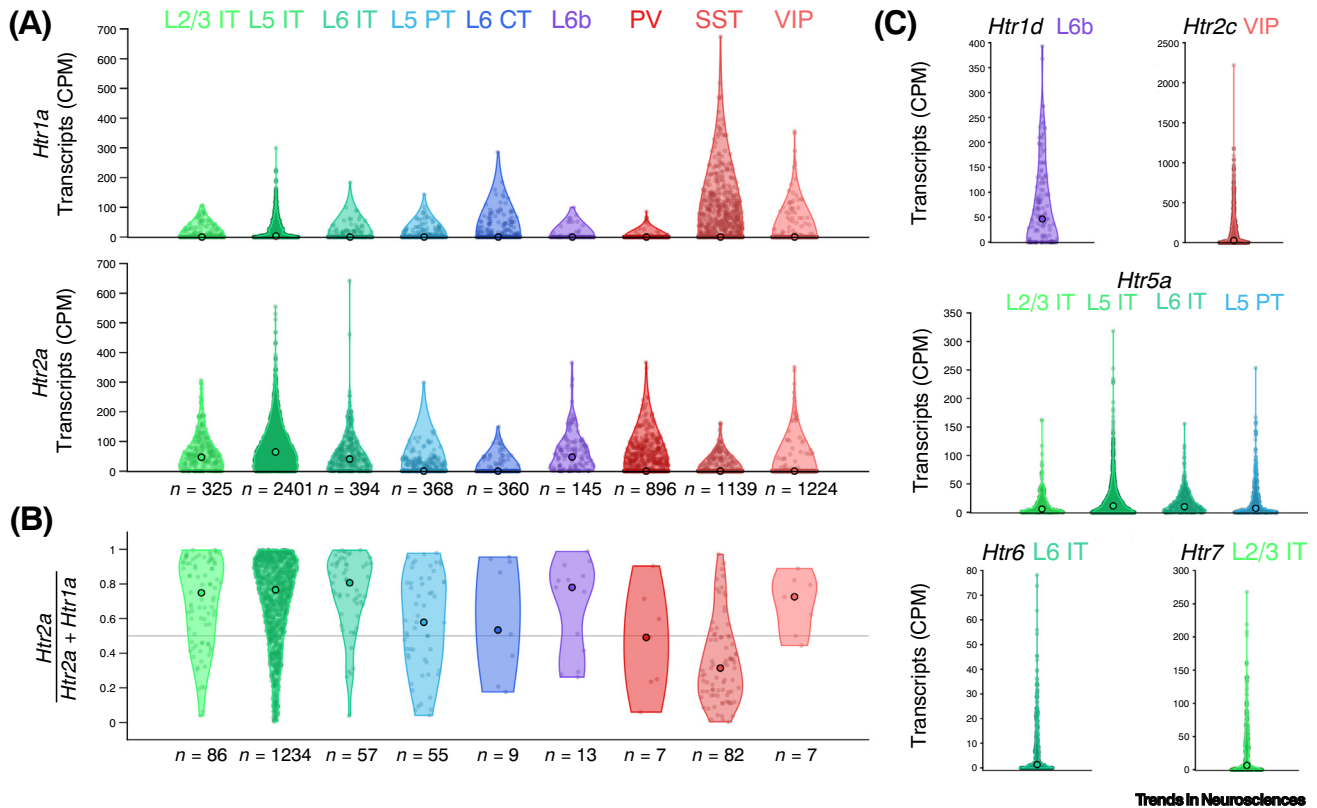 (A)
L2/3 IT L5 IT L6 IT L5 PT L6 CT L6b PV SST VIP
Htr1a
Transcripts (CPM)
700
600
500
400
300
200
100
0
Htr2a
Transcripts (CPM)
700
600
500
400
300
200
100
0
n = 325 n = 2401 n = 394 n = 368 n = 360 n = 145 n = 896 n = 1139 n = 1224
(B)
Htr2a
Htr2a + Htr1a
1
0.8
0.6
0.4
0.2
0
n = 86 n = 1234 n = 57 n = 55 n = 9 n = 13 n = 7 n = 82 n = 7
(C)
Htr1d L6b
Transcripts (CPM)
400
350
300
250
200
150
100
50
0
Htr2c VIP
2500
2000
1500
1000
500
0
Htr5a
L2/3 IT L5 IT L6 IT L5 PT
Transcripts (CPM)
350
300
250
200
150
100
50
0
Htr6 L6 IT
Transcripts (CPM)
80
70
60
50
40
30
20
10
0
Htr7 L2/3 IT
300
250
200
150
100
50
0
Trends in Neurosciences